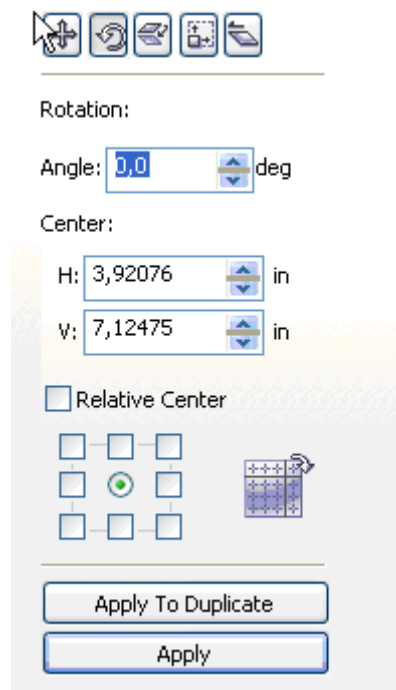 Rotation:
Angle: 0,0 deg
Center:
H: 3,92076 in
V: 7,12475 in
Relative Center
Apply To Duplicate
Apply